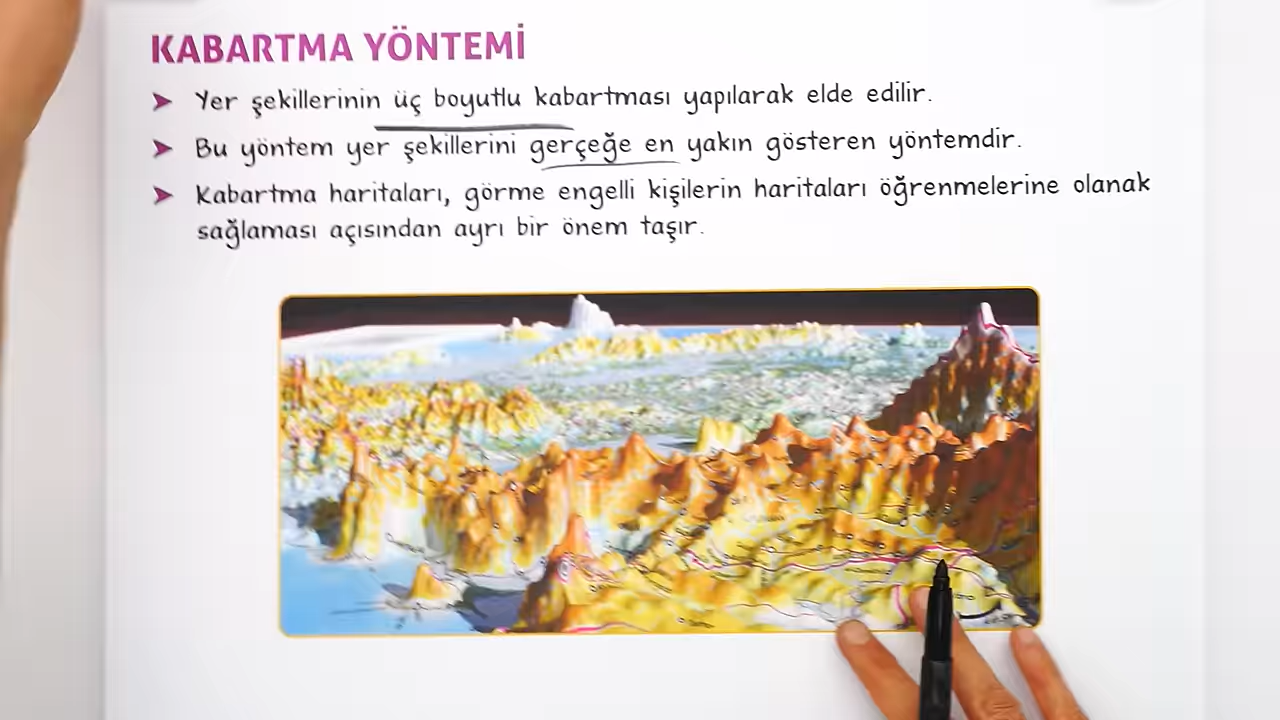 KABARTMA YÖNTEMİ
Yer şekillerinin üç boyutlu kabartması yapılarak elde edilir.
Bu yöntem yer şekillerini gerçeğe en yakın gösteren yöntemdir.
Kabartma haritaları, görme engelli kişilerin haritaları öğrenmelerine olanak
sağlaması açısından ayrı bir önem taşır.